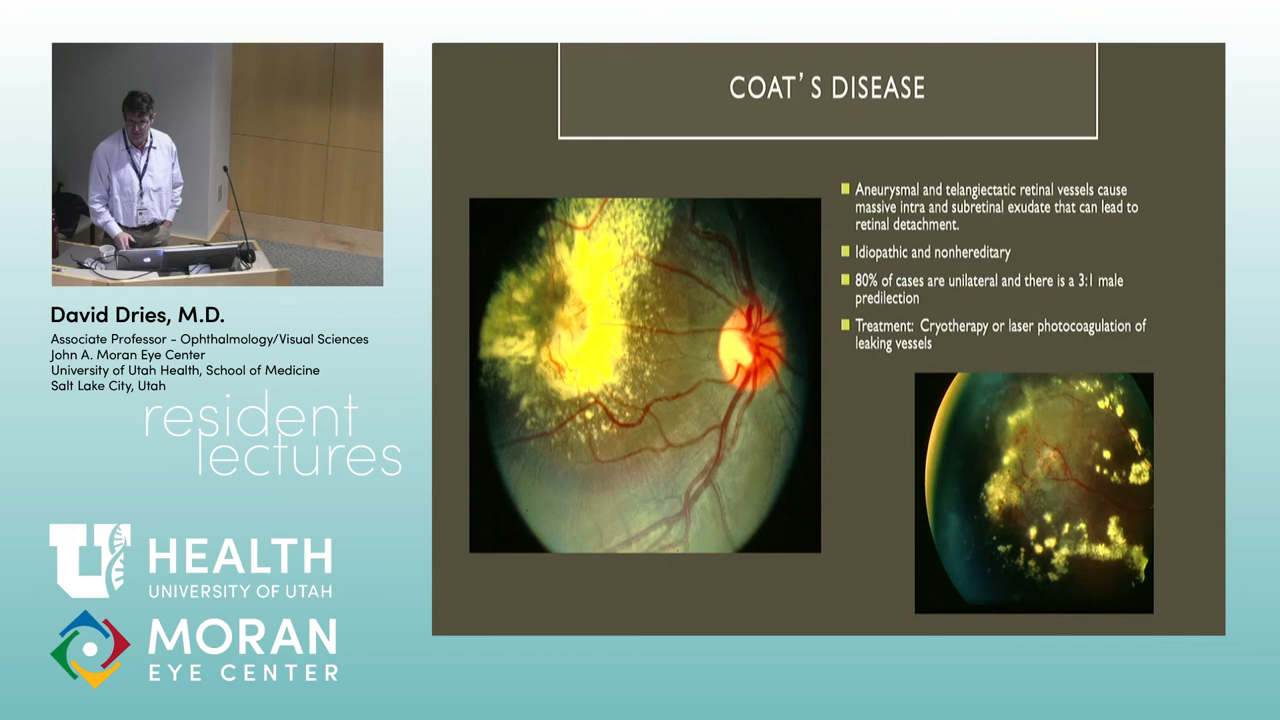 COAT'S DISEASE
Aneurysmal and telangiectatic retinal vessels cause
massive intra and subretinal exudate that can lead to
retinal detachment.
Idiopathic and nonhereditary
80% of cases are unilateral and there is a 3:1 male
predilection
Treatment: Cryotherapy or laser photocoagulation of
leaking vessels
David Dries, M.D.
Associate Professor - Ophthalmology/Visual Sciences
John A. Moran Eye Center
University of Utah Health, School of Medicine
Salt Lake City, Utah
resident
lectures
U HEALTH
UNIVERSITY OF UTAH
MORAN
EYE CENTER